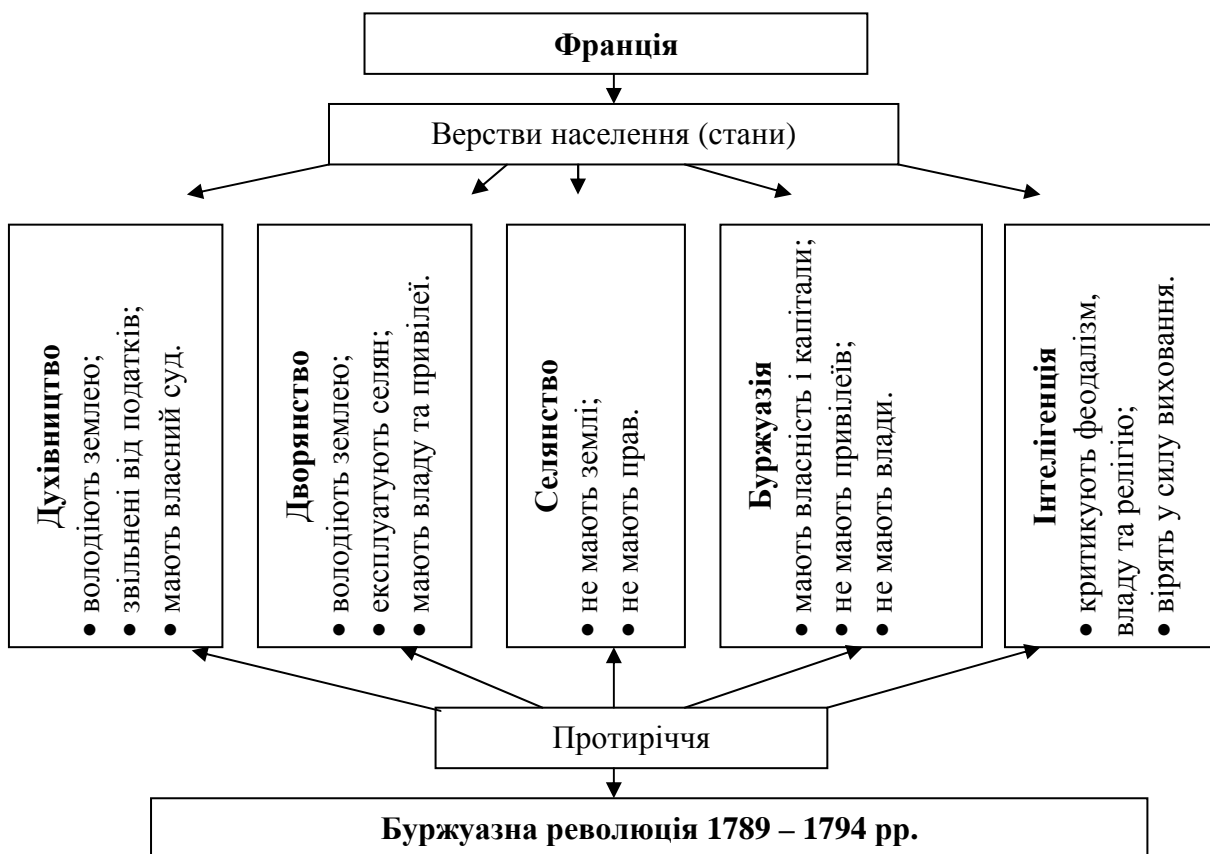 Франція
Верстви населення (стани)
Духівництво
● володіють землею;
● звільнені від податків;
● мають власний суд.
Дворянство
● володіють землею;
● експлуатують селян;
● мають владу та привілеї.
Селянство
● не мають землі;
● не мають прав.
Буржуазія
● мають власність і капітали;
● не мають привілеїв;
● не мають влади.
Інтелігенція
● критикують феодалізм,
владу та релігію;
● вірять у силу виховання.
Протиріччя
Буржуазна революція 1789 – 1794 рр.